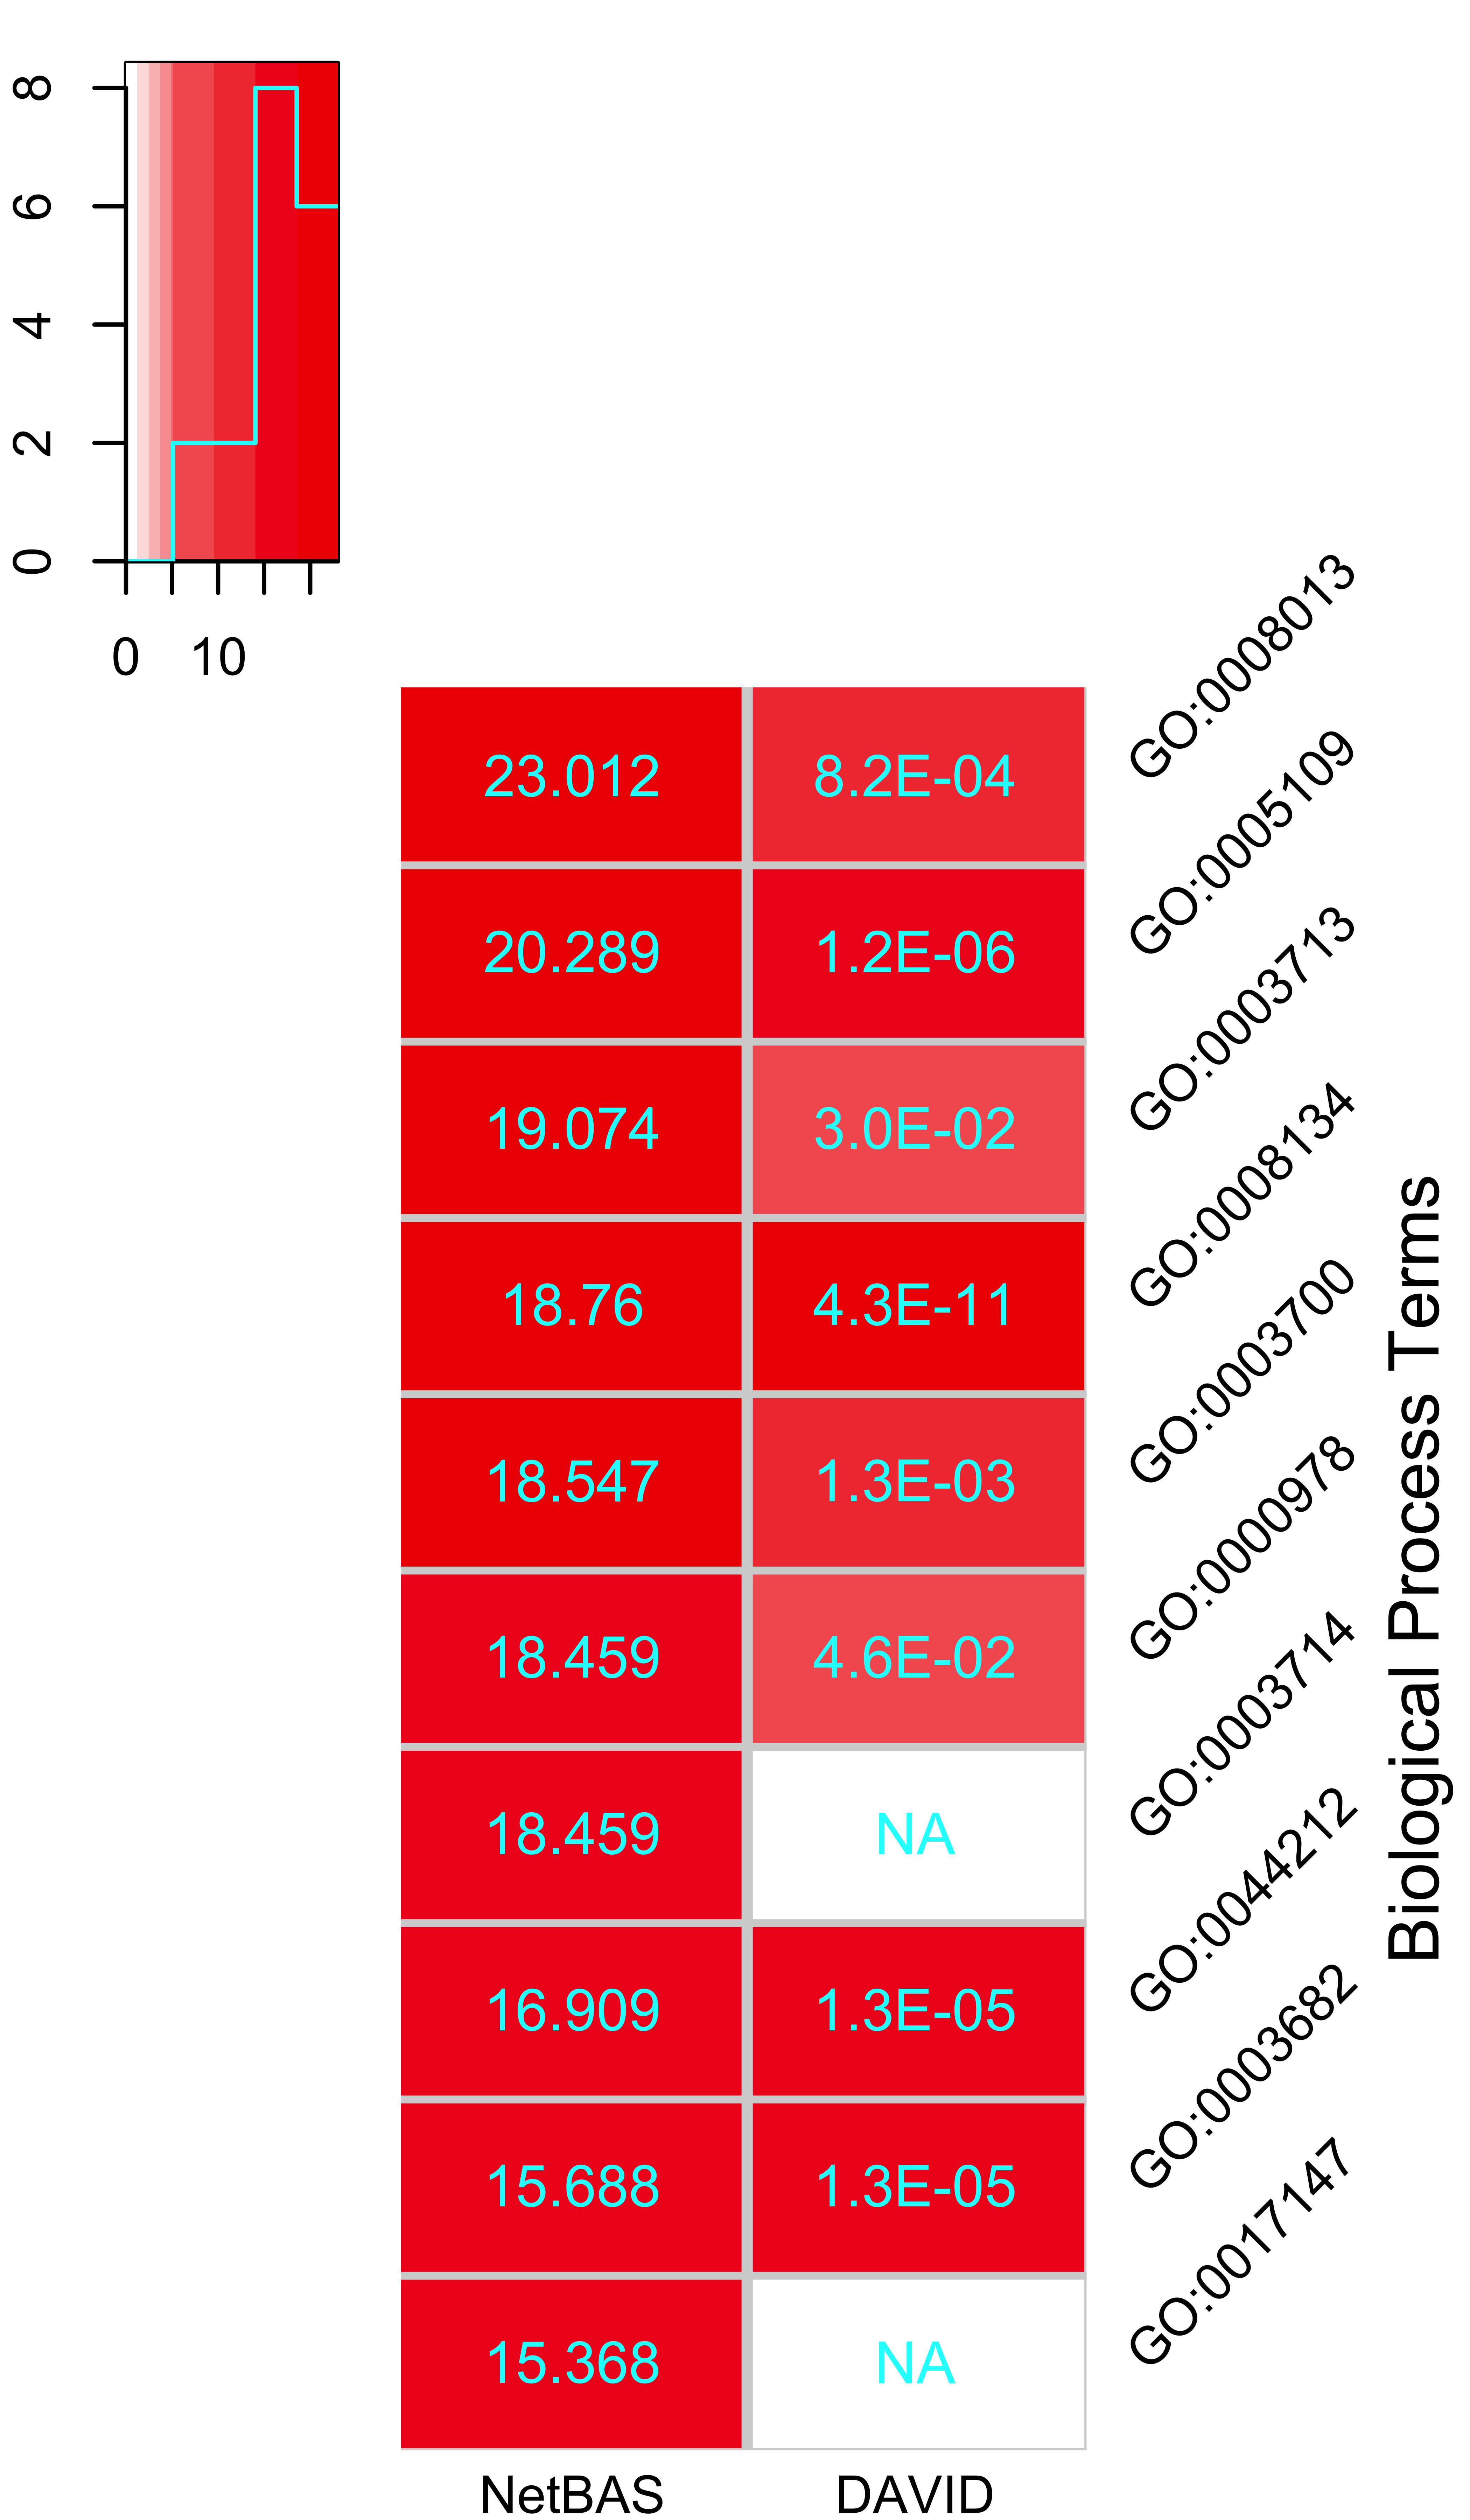 8
6
4
2
0
0 10
23.012 8.2E-04 GO:0008013
20.289 1.2E-06 GO:0005109
19.074 3.0E-02 GO:0003713
18.76 4.3E-11 GO:0008134
18.547 1.3E-03 GO:0003700
18.459 4.6E-02 GO:0000978
18.459 NA GO:0003714
16.909 1.3E-05 GO:0044212
15.688 1.3E-05 GO:0003682
15.368 NA GO:0017147
Biological Process Terms
NetBAS DAVID